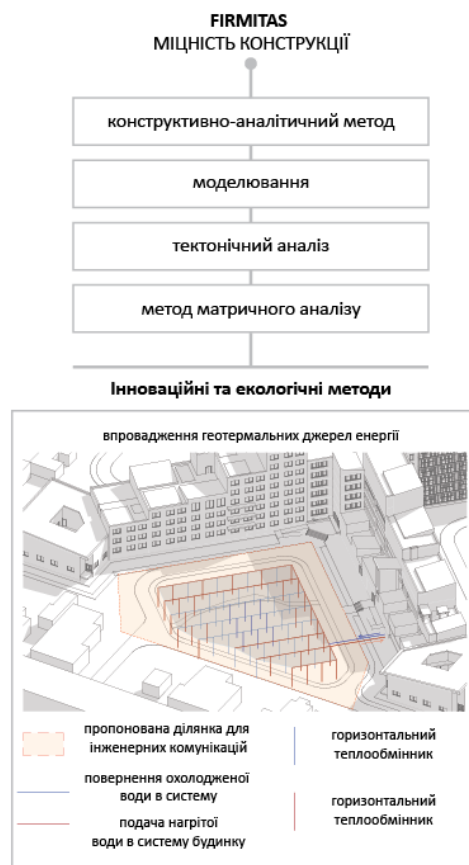 FIRMITAS
МІЦНІСТЬ КОНСТРУКЦІЇ
конструктивно-аналітичний метод
моделювання
тектонічний аналіз
метод матричного аналізу
Інноваційні та екологічні методи
впровадження геотермальних джерел енергії
пропонована ділянка для
інженерних комунікацій
повернення охолодженої
води в систему
подача нагрітої
води в систему будинку
горизонтальний
теплообмінник
горизонтальний
теплообмінник